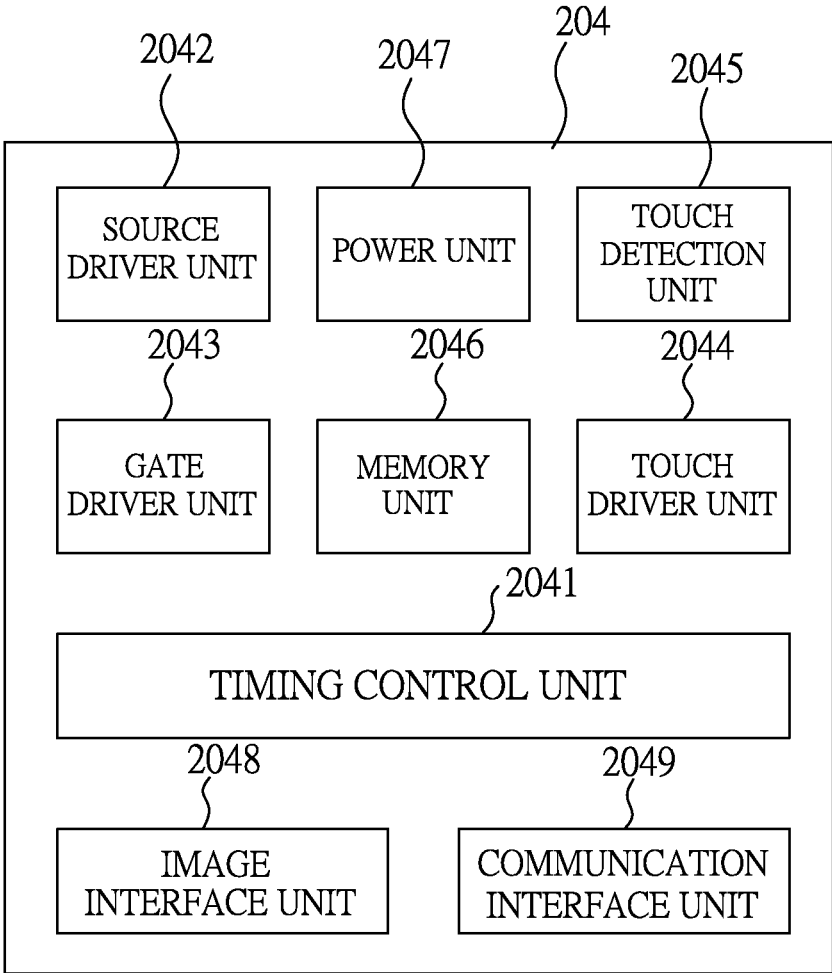 204
2042
2047
2045
SOURCE
DRIVER UNIT
POWER UNIT
TOUCH
DETECTION
UNIT
2043
2046
2044
GATE
DRIVER UNIT
MEMORY
UNIT
TOUCH
DRIVER UNIT
2041
TIMING CONTROL UNIT
2048
2049
IMAGE
INTERFACE UNIT
COMMUNICATION
INTERFACE UNIT